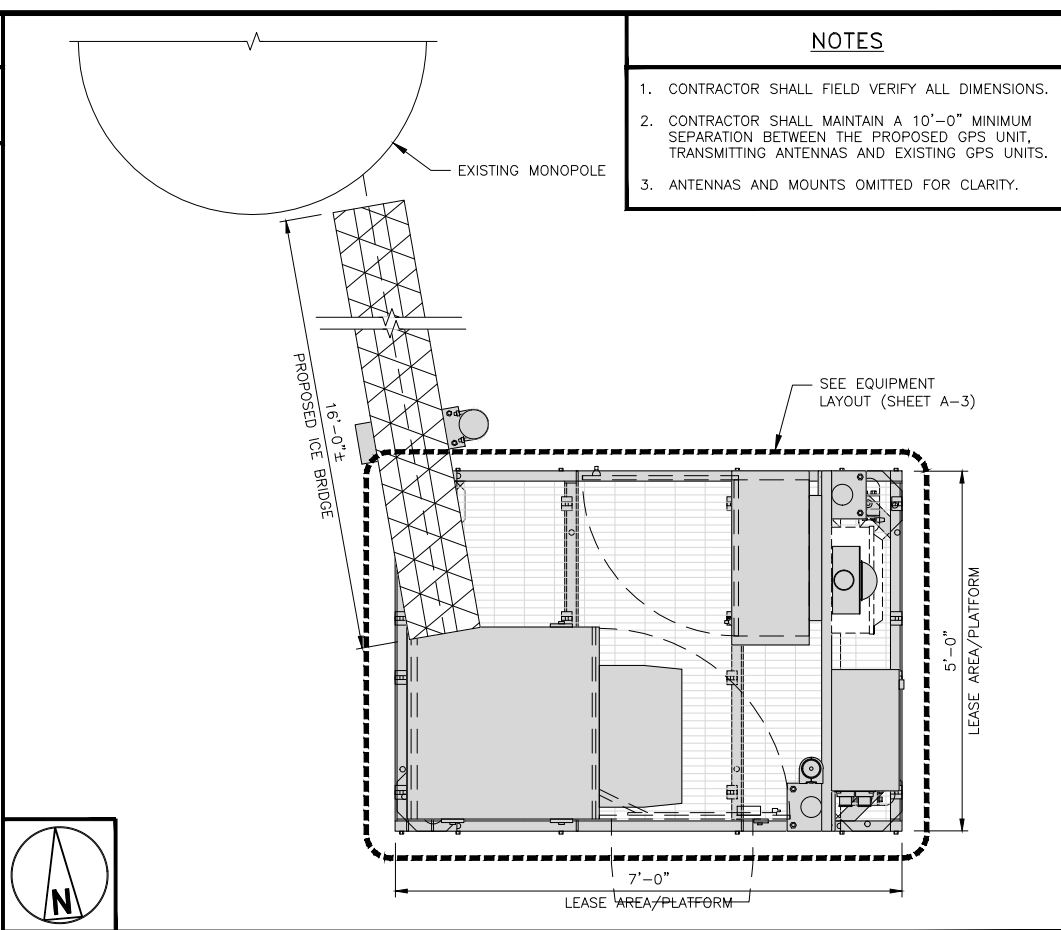 NOTES
1. CONTRACTOR SHALL FIELD VERIFY ALL DIMENSIONS.
2. CONTRACTOR SHALL MAINTAIN A 10'-0" MINIMUM
SEPARATION BETWEEN THE PROPOSED GPS UNIT,
TRANSMITTING ANTENNAS AND EXISTING GPS UNITS.
3. ANTENNAS AND MOUNTS OMITTED FOR CLARITY.
EXISTING MONOPOLE
16'-0"±
PROPOSED ICE BRIDGE
SEE EQUIPMENT
LAYOUT (SHEET A-3)
5'-0"
LEASE AREA/PLATFORM
7'-0"
LEASE AREA/PLATFORM
N